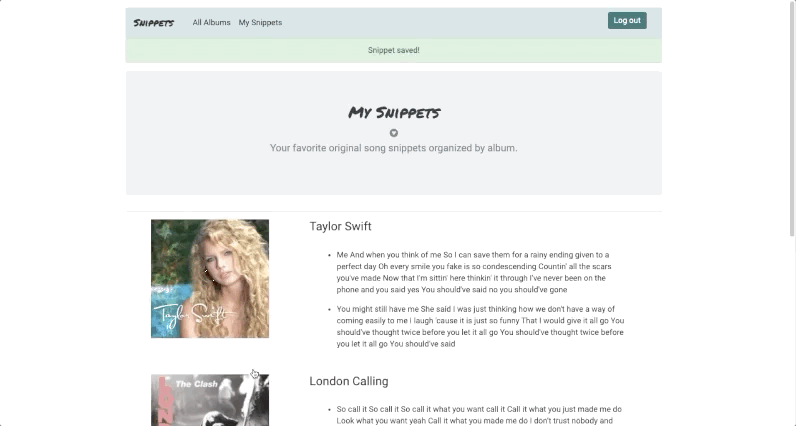 Snippets All Albums My Snippets Log out
Snippet saved!
My Snippets
Your favorite original song snippets organized by album.
Taylor Swift
Me And when you think of me So I can save them for a rainy ending given to a
perfect day Oh every smile you fake is so condescending Countin' all the scars
you've made Now that I'm sittin' here thinkin' it through I've never been on the
phone and you said yes You should've said no you should've gone
You might still have me She said i was just thinking how we don't have a way of
coming easily to me i laugh 'cause it is just so funny That I would give it all go You
should've thought twice before you let it all go You should've thought twice before
you let it all go You should've said
Taylor Swift
The Clash
London Calling
So call it So call it So call it what you want call it Call it what you just made me do
Look what you want yeah Call it what you made me do I don't trust nobody and